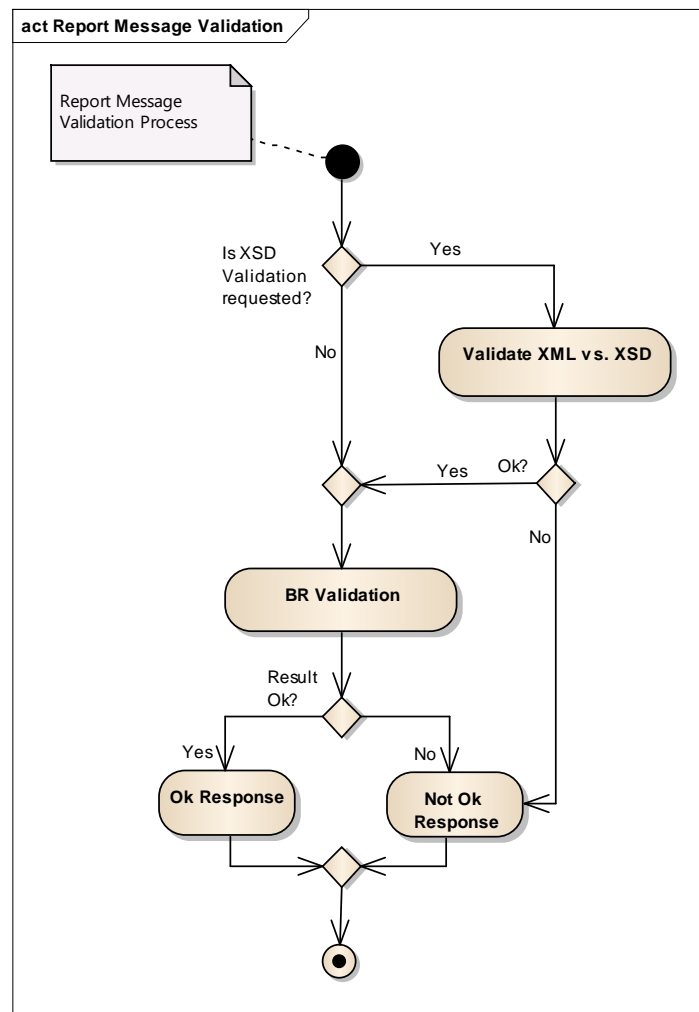 act Report Message Validation
Report Message
Validation Process
Is XSD
Validation
requested?
Yes
No
Validate XML vs. XSD
Ok?
Yes
No
BR Validation
Result
Ok?
Yes
No
Ok Response
Not Ok
Response